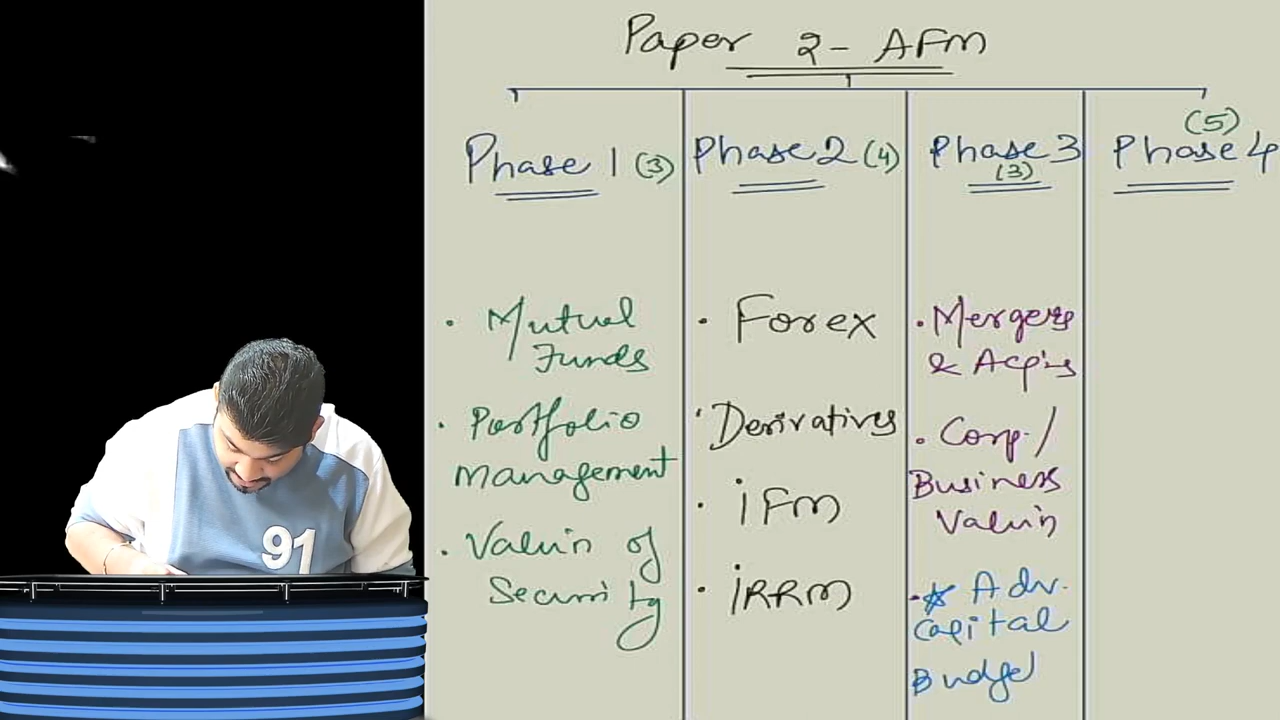 Paper 2 - AFM
Phase 1 (3)
• Mutual
Funds
• Portfolio
Management
• Valu'n of
Security
Phase 2 (4)
• Forex
• Derivatives
• IFM
• IRRM
Phase 3
(3)
• Mergers
& Acq'ns
• Corp. /
Business
Valu'n
• Adv.
Capital
Budget
(5)
Phase 4
91